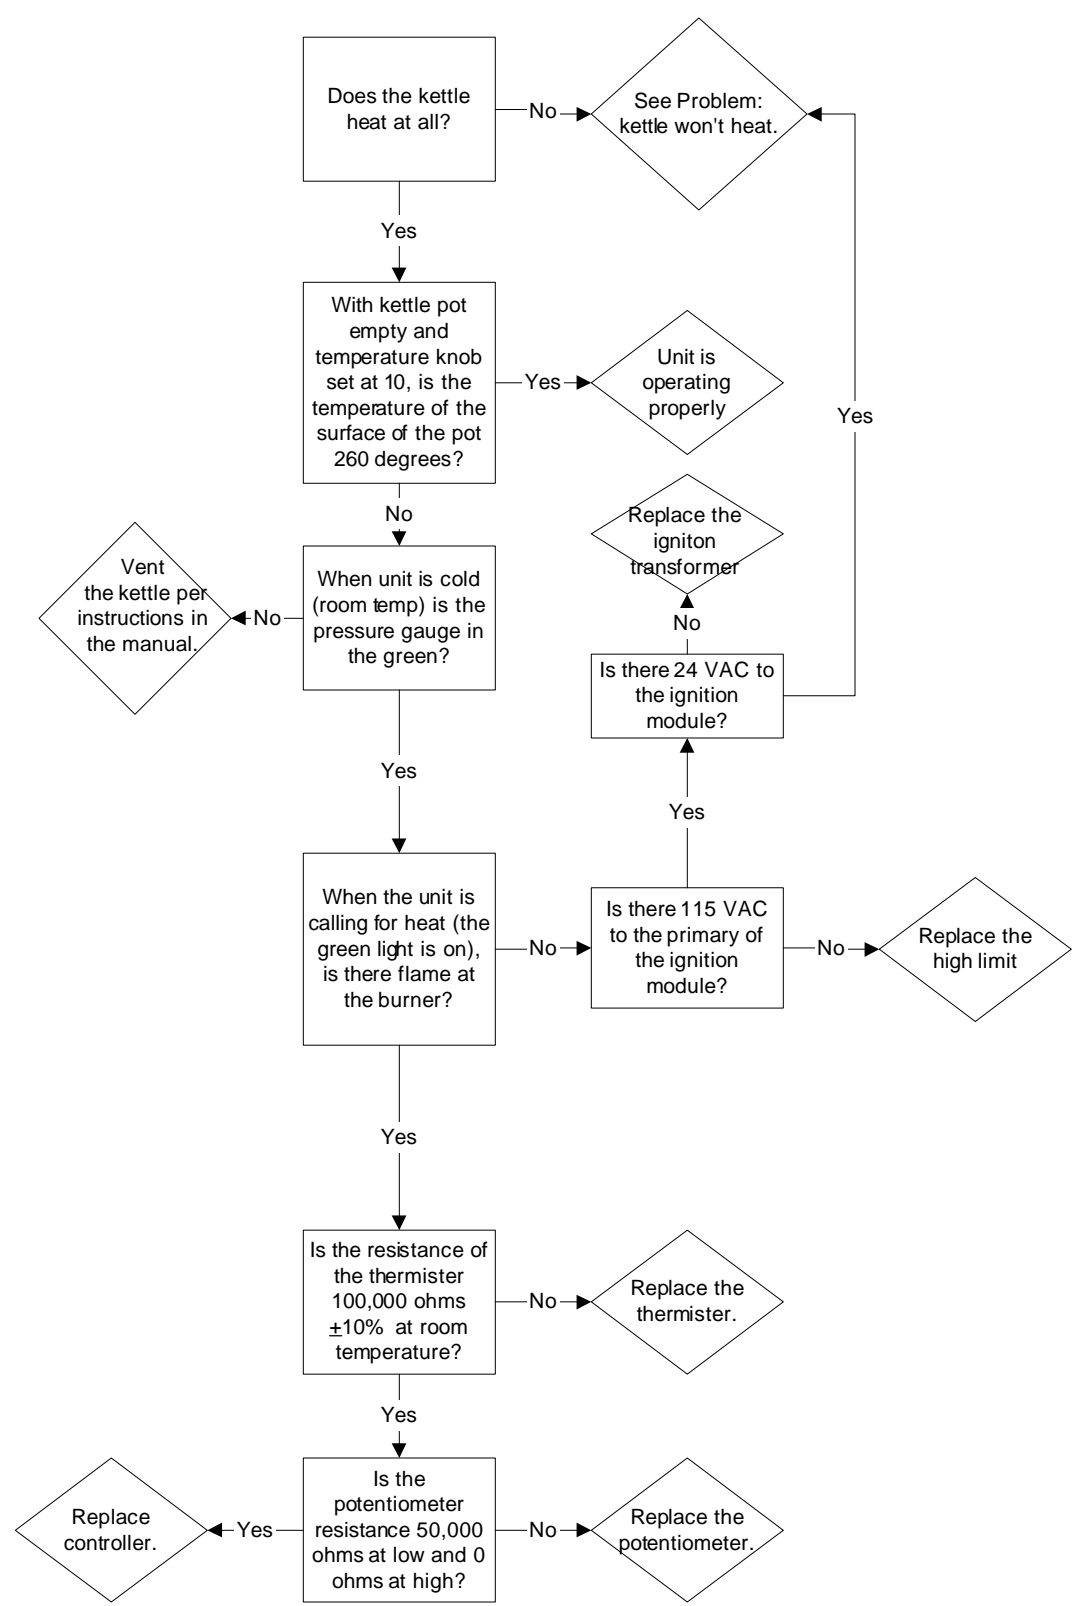 Does the kettle
heat at all?
No
See Problem:
kettle won't heat.
Yes
With kettle pot
empty and
temperature knob
set at 10, is the
temperature of the
surface of the pot
260 degrees?
Yes
Unit is
operating
properly
Yes
No
Replace the
igniton
transformer
Vent
the kettle per
instructions in
the manual.
No
When unit is cold
(room temp) is the
pressure gauge in
the green?
No
Is there 24 VAC to
the ignition
module?
Yes
Yes
When the unit is
calling for heat (the
green light is on),
is there flame at
the burner?
No
Is there 115 VAC
to the primary of
the ignition
module?
No
Replace the
high limit
Yes
Is the resistance of
the thermister
100,000 ohms
±10% at room
temperature?
No
Replace the
thermister.
Yes
Replace
controller.
Yes
Is the
potentiometer
resistance 50,000
ohms at low and 0
ohms at high?
No
Replace the
potentiometer.